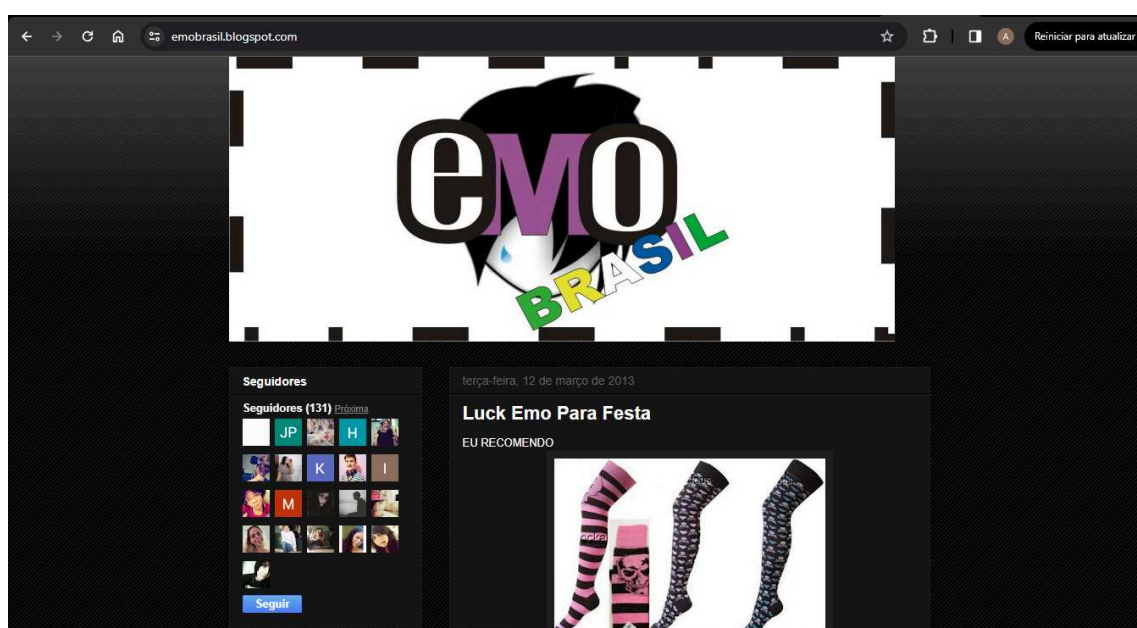 emobrasil.blogspot.com
Reiniciar para atualizar
A
emo
BRASIL
Seguidores
Seguidores (131) Próxima
JP
H
K
I
M
Seguir
terça-feira, 12 de março de 2013
Luck Emo Para Festa
EU RECOMENDO